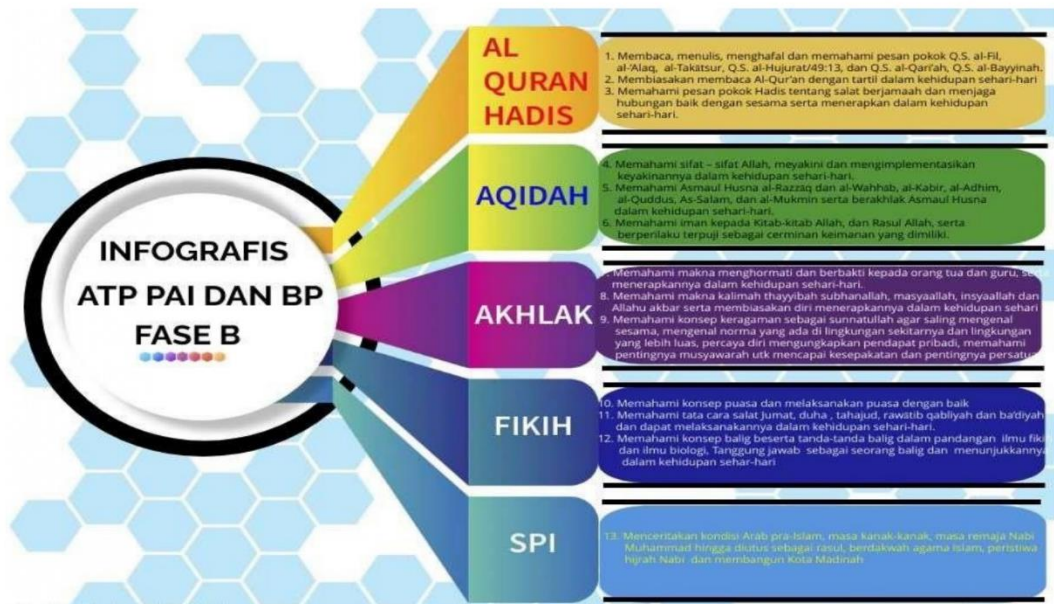 INFOGRAFIS
ATP PAI DAN BP
FASE B
AL
QURAN
HADIS
1. Membaca, menulis, menghafal dan memahami pesan pokok Q.S. al-Fil,
al-'Alaq, al-Takatsur, Q.S. al-Hujurat/49:13, dan Q.S. al-Qari'ah, Q.S. al-Bayyinah.
2. Membiasakan membaca Al-Qur'an dengan tartil dalam kehidupan sehari-hari
3. Memahami pesan pokok Hadis tentang salat berjamaah dan menjaga
hubungan baik dengan sesama serta menerapkan dalam kehidupan
sehari-hari.
AQIDAH
4. Memahami sifat – sifat Allah, meyakini dan mengimplementasikan
keyakinannya dalam kehidupan sehari-hari.
5. Memahami Asmaul Husna al-Razzaq dan al-Wahhab, al-Kabir, al-Adhim,
al-Quddus, As-Salam, dan al-Mukmin serta berakhlak Asmaul Husna
dalam kehidupan sehari-hari.
6. Memahami iman kepada Kitab-kitab Allah, dan Rasul Allah, serta
berperilaku terpuji sebagai cerminan keimanan yang dimiliki.
AKHLAK
Memahami makna menghormati dan berbakti kepada orang tua dan guru, serta
menerapkannya dalam kehidupan sehari-hari.
8. Memahami makna kalimah thayyibah subhanallah, masyaallah, insyaallah dan
Allahu akbar serta membiasakan diri menerapkannya dalam kehidupan sehari
9. Memahami konsep keragaman sebagai sunnatullah agar saling mengenal
sesama, mengenal norma yang ada di lingkungan sekitarnya dan lingkungan
yang lebih luas, percaya diri mengungkapkan pendapat pribadi, memahami
pentingnya musyawarah utk mencapai kesepakatan dan pentingnya persatu
FIKIH
10. Memahami konsep puasa dan melaksanakan puasa dengan baik
11. Memahami tata cara salat Jumat, duha , tahajud, rawatib qabliyah dan ba'diyah
dan dapat melaksanakannya dalam kehidupan sehari-hari.
12. Memahami konsep balig beserta tanda-tanda balig dalam pandangan ilmu fiki
dan ilmu biologi, Tanggung jawab sebagai seorang balig dan menunjukkanny
dalam kehidupan sehar-hari
SPI
13. Menceritakan kondisi Arab pra-Islam, masa kanak-kanak, masa remaja Nabi
Muhammad hingga diutus sebagai rasul, berdakwah agama Islam, peristiwa
hijrah Nabi dan membangun Kota Madinah